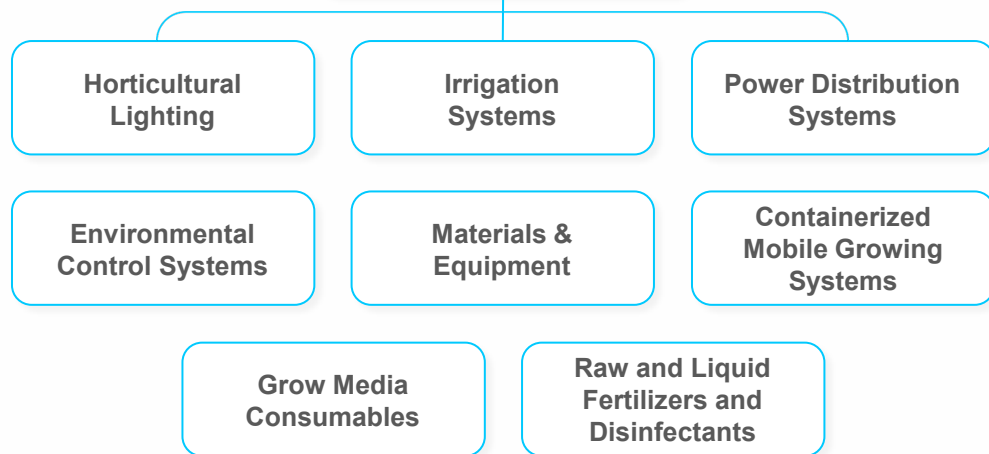 Horticultural
Lighting
Irrigation
Systems
Power Distribution
Systems
Environmental
Control Systems
Materials &
Equipment
Containerized
Mobile Growing
Systems
Grow Media
Consumables
Raw and Liquid
Fertilizers and
Disinfectants